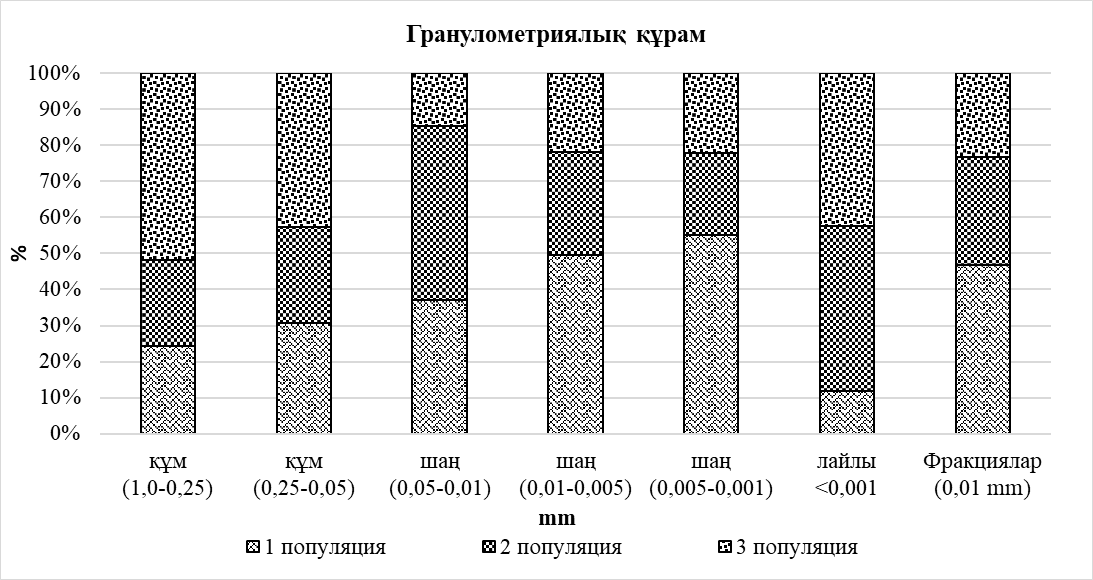 Гранулометриялық құрам
100%
90%
80%
70%
60%
50%
40%
30%
20%
10%
0%
%
құм (1,0-0,25)
құм (0,25-0,05)
шаң (0,05-0,01)
шаң (0,01-0,005)
шаң (0,005-0,001)
лайлы <0,001
Фракциялар (0,01 mm)
mm
1 популяция
2 популяция
3 популяция